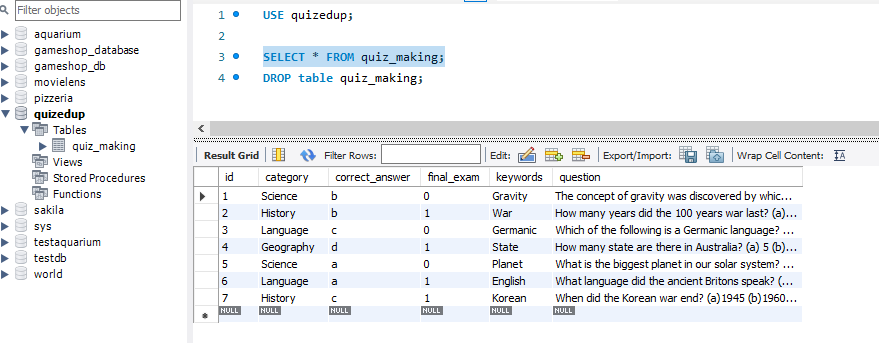 Filter objects
aquarium
gameshop_database
gameshop_db
movielens
pizzeria
quizedup
Tables
quiz_making
Views
Stored Procedures
Functions
sakila
sys
testaquarium
testdb
world
1 USE quizedup;
2
3 SELECT * FROM quiz_making;
4 DROP table quiz_making;
Result Grid Filter Rows: Edit: Export/Import: Wrap Cell Content: IA
id category correct_answer final_exam keywords question
1 Science b 0 Gravity The concept of gravity was discovered by whic...
2 History b 1 War How many years did the 100 years war last? (a)...
3 Language c 0 Germanic Which of the following is a Germanic language? ...
4 Geography d 1 State How many state are there in Australia? (a) 5 (b)...
5 Science a 0 Planet What is the biggest planet in our solar system? ...
6 Language a 1 English What language did the ancient Britons speak? (...
7 History c 1 Korean When did the Korean war end? (a)1945 (b)1960...
NULL NULL NULL NULL NULL NULL